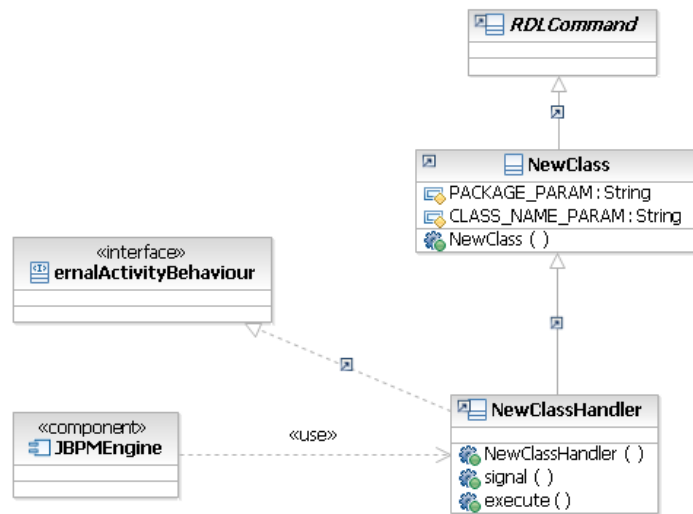 RDLCommand
NewClass
PACKAGE_PARAM : String
CLASS_NAME_PARAM : String
NewClass ( )
«interface»
ernalActivityBehaviour
NewClassHandler
NewClassHandler ( )
signal ( )
execute ( )
«component»
JBPMEngine
«use»